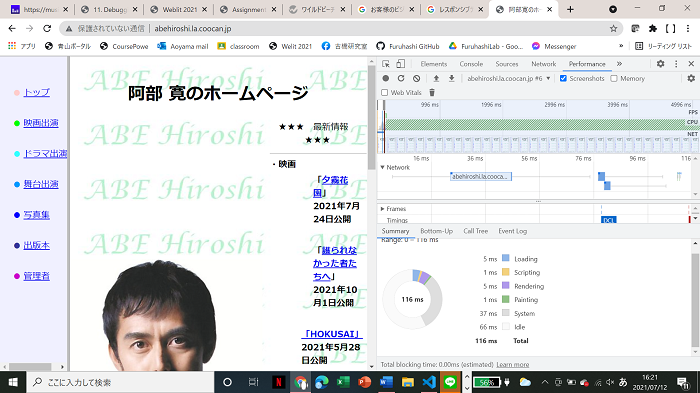 https://mus
11. Debugg
Weblit 2021
Assignment
ワイルドピーチ
お客様のビジ
レスポンシブデ
阿部 寛のホ
保護されていない通信 | abehiroshi.la.coocan.jp
アプリ
青山ポータル
CoursePowe
Aoyama mail
classroom
Welit 2021
古橋研究室
Furuhashi GitHub
FuruhashiLab - Goo...
Messenger
»
リーディング リスト
トップ
映画出演
ドラマ出演
舞台出演
写真集
出版本
管理者
ABE Hiroshi
阿部 寛のホームページ
★★★ 最新情報
★★★
・映画
「夕霧花
園」
2021年7月
24日公開
「語られな
かった者た
ちへ」
2021年10
月1日公開
「HOKUSAI」
2021年5月28
日公開
Elements
Console
Sources
Network
Performance
»
abehiroshi.la.coocan.jp #6
Screenshots
Memory
Web Vitals
996 ms
1996 ms
2996 ms
3996 ms
4996 ms
FPS
CPU
NET
16 ms
36 ms
56 ms
76 ms
96 ms
116
Network
abehiroshi.la.cooca...
Frames
Timings
DCL
Summary
Bottom-Up
Call Tree
Event Log
Range: 0 – 116 ms
116 ms
5 ms Loading
1 ms Scripting
5 ms Rendering
1 ms Painting
37 ms System
66 ms Idle
116 ms Total
Total blocking time: 0.00ms (estimated) Learn more
ここに入力して検索
56%
あ
16:21
2021/07/12